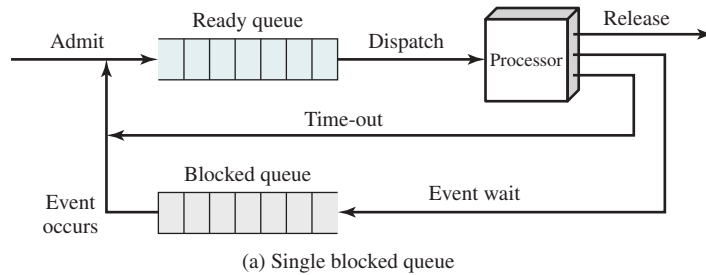 Ready queue
Release
Admit
Dispatch
Processor
Time-out
Blocked queue
Event wait
Event
occurs
(a) Single blocked queue